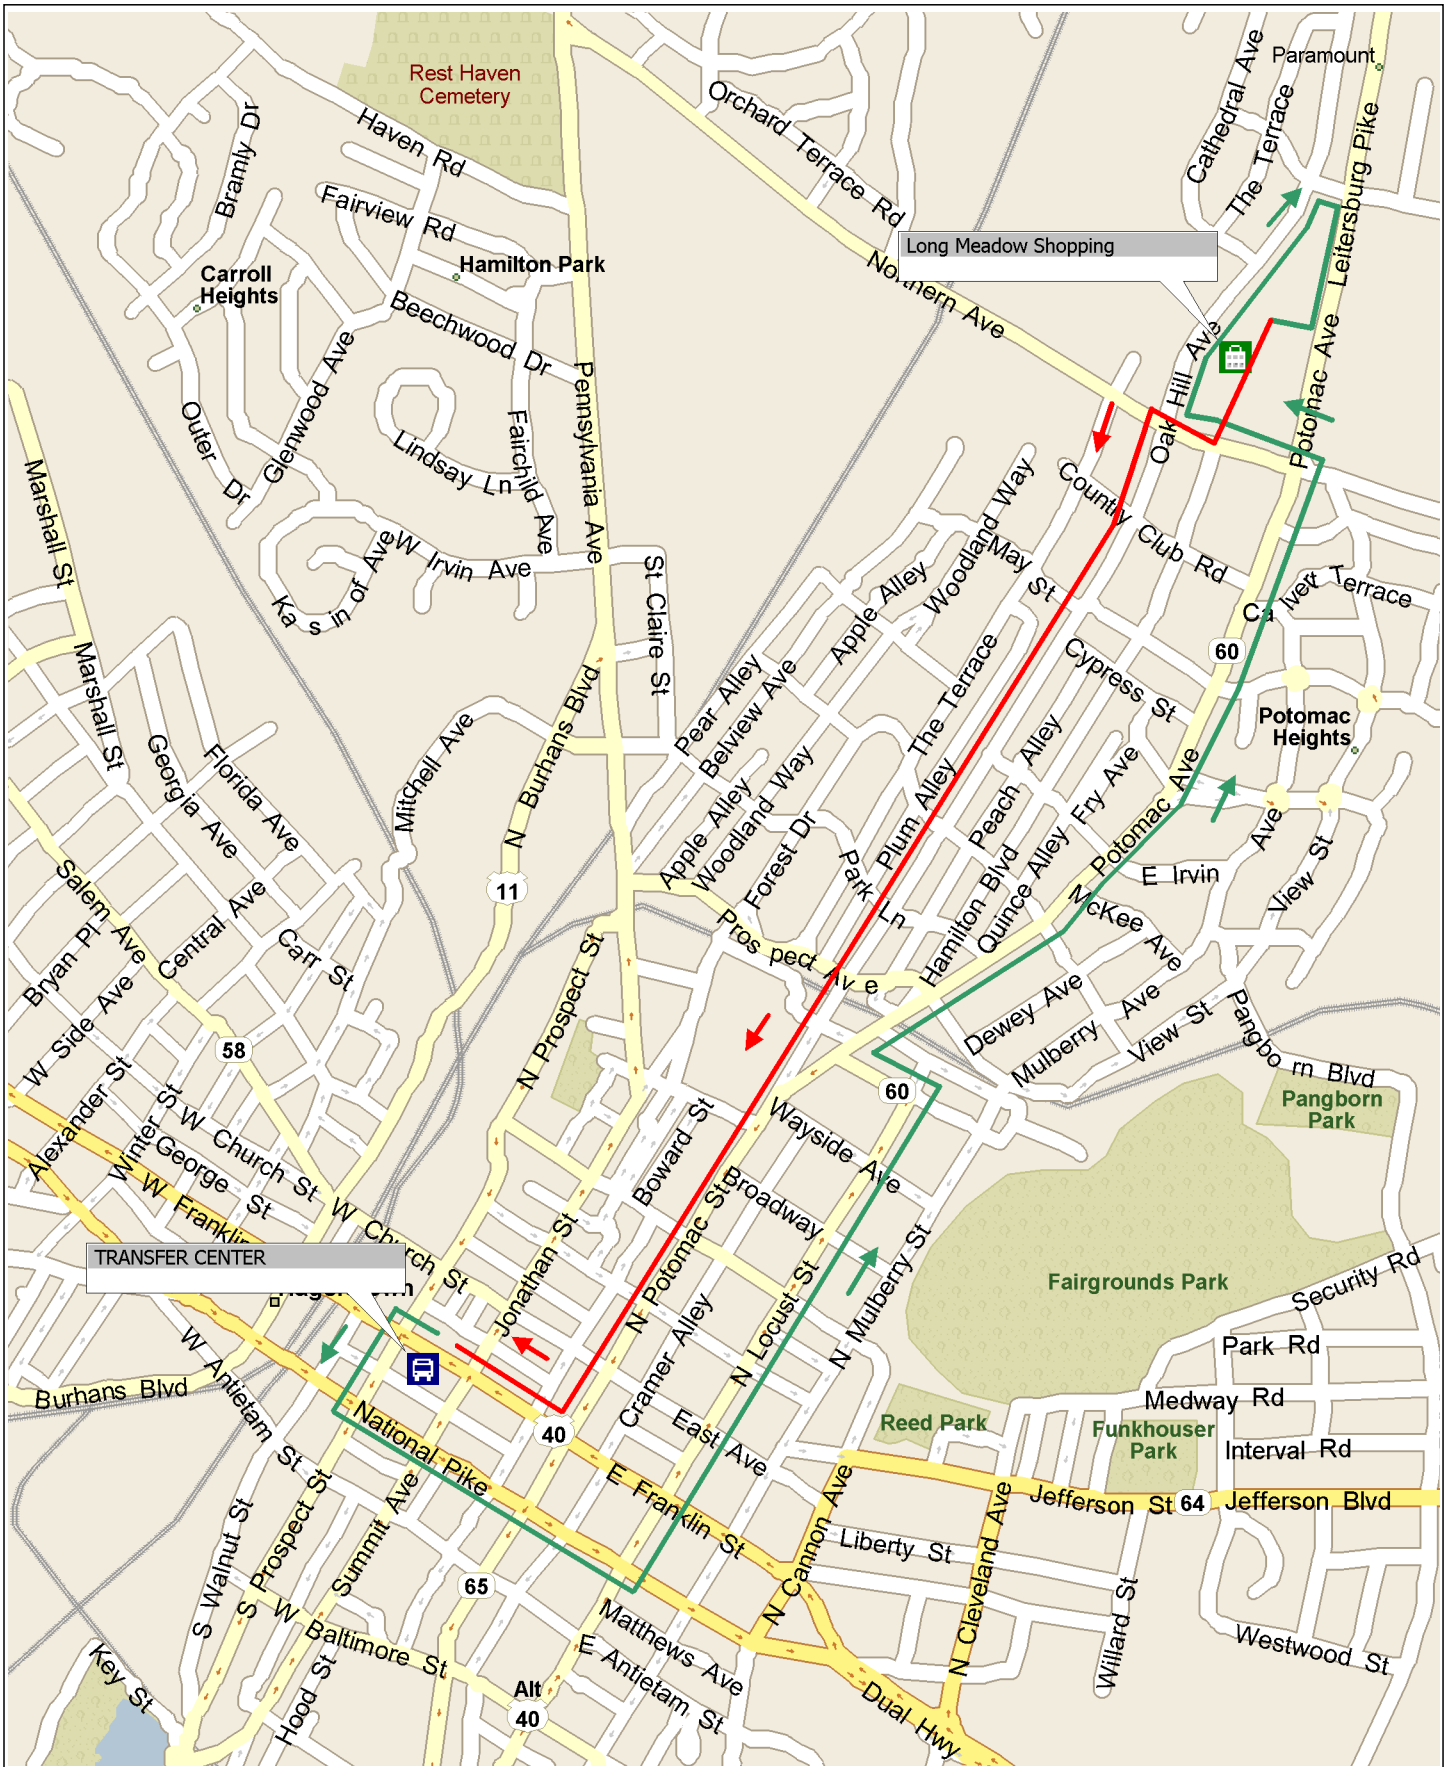 Rest Haven
Cemetery
Paramount
Cathedral Ave
The Terrace
Leitersburg Pike
Orchard Terrace Rd
Haven Rd
Bramly Dr
Fairview Rd
Long Meadow Shopping
Northern Ave
Hamilton Park
Carroll
Heights
Beechwood Dr
Hill Ave
Oak
Potomac Ave
Pennsylvania Ave
Glenwood Ave
Outer Dr
Lindsay Ln
Fairchild Ave
Marshall St
W Irvin Ave
Ka s in of Ave
St Claire St
Country Club Rd
Woodland Way
May St
Apple Alley
Calvert Terrace
60
Cypress St
The Terrace
Marshall St
Pear Alley
Belview Ave
Potomac
Heights
N Burhans Blvd
Mitchell Ave
Georgia Ave
Florida Ave
Plum Alley
Peach Alley
Fry Ave
Potomac Ave
Apple Alley
Woodland Way
Forest Dr
Park Ln
Hamilton Blvd
Quince Alley
E Irvin Ave
View St
McKee Ave
11
Salem Ave
Central Ave
Carr St
Bryan Pl
W Side Ave
Prospect Ave
N Prospect St
Dewey Ave
Mulberry Ave
View St
Pangborn Blvd
Pangborn
Park
58
60
Alexander St
Winter St
W Church St
George St
W Franklin
W Church St
Boward St
Wayside Ave
Broadway
N Potomac St
Jonathan St
N Locust St
N Mulberry St
TRANSFER CENTER
Fairgrounds Park
Security Rd
Park Rd
Medway Rd
Interval Rd
W Antietam St
Burhans Blvd
Cramer Alley
Reed Park
Funkhouser
Park
National Pike
40
East Ave
E Franklin St
Jefferson St
64
Jefferson Blvd
N Cannon Ave
Liberty St
N Cleveland Ave
Willard St
Westwood St
S Walnut St
S Prospect St
Summit Ave
65
W Baltimore St
Matthews Ave
E Antietam St
Key St
Hood St
Alt
40
Dual Hwy